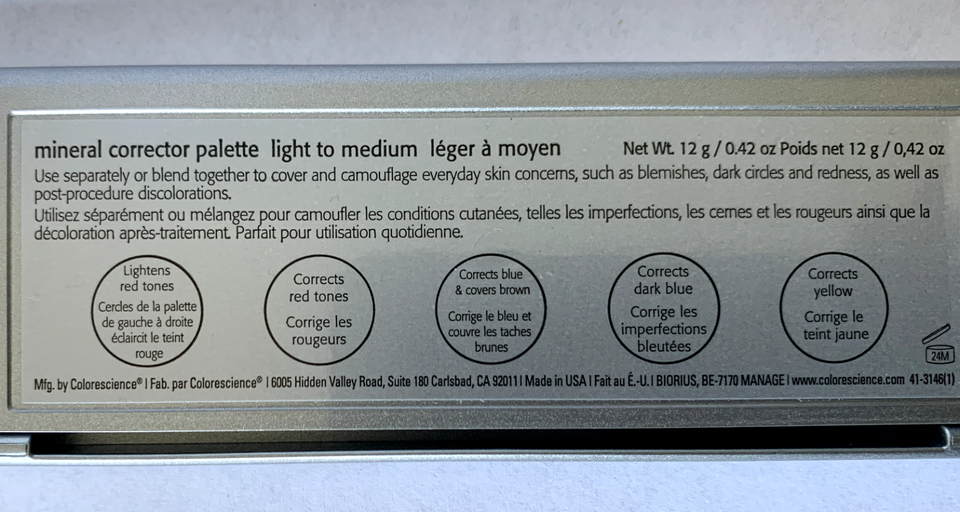 mineral corrector palette light to medium léger à moyen Net Wt. 12 g / 0.42 oz Poids net 12 g / 0,42 oz
Use separately or blend together to cover and camouflage everyday skin concerns, such as blemishes, dark circles and redness, as well as
post-procedure discolorations.
Utilisez séparément ou mélangez pour camoufler les conditions cutanées, telles les imperfections, les cernes et les rougeurs ainsi que la
décoloration après-traitement. Parfait pour utilisation quotidienne.
Lightens
red tones
Cercles de la palette
de gauche à droite
éclaircit le teint
rouge
Corrects
red tones
Corrige les
rougeurs
Corrects blue
& covers brown
Corrige le bleu et
couvre les taches
brunes
Corrects
dark blue
Corrige les
imperfections
bleutées
Corrects
yellow
Corrige le
teint jaune
24M
Mfg. by Colorescience® I Fab. par Colorescience® I 6005 Hidden Valley Road, Suite 180 Carlsbad, CA 92011 I Made in USA I Fait au É.-U. I BIORIUS, BE-7170 MANAGE I www.colorescience.com 41-3146(1)